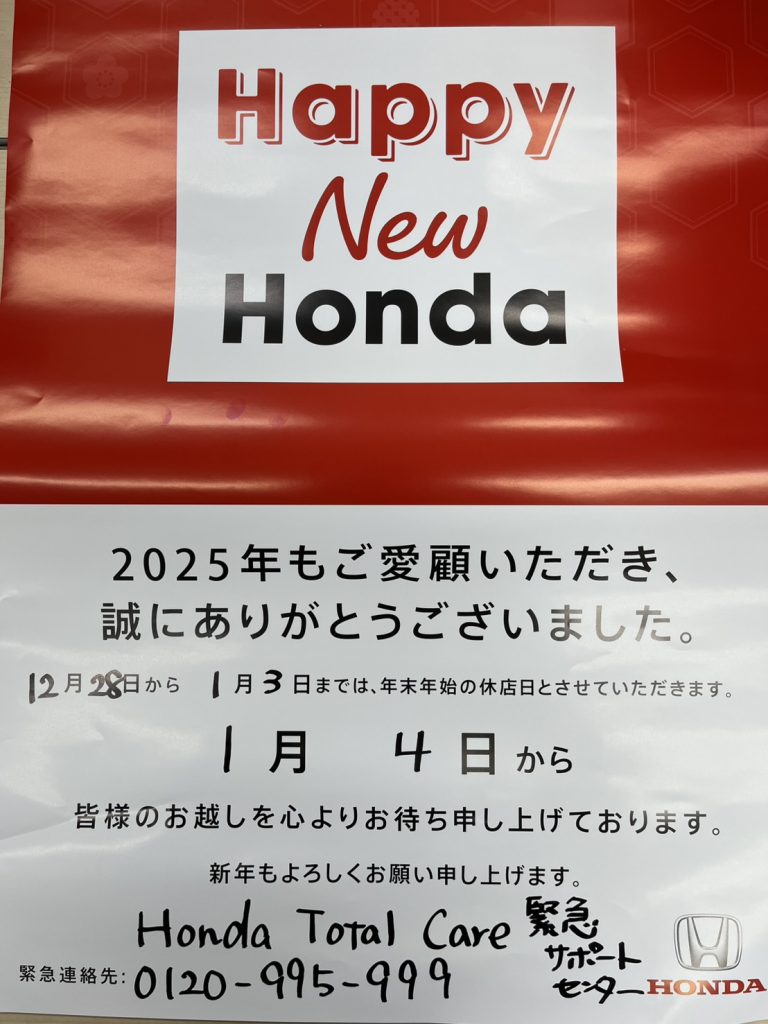 Happy
New
Honda
2025年もご愛顧いただき、
誠にありがとうございました。
12月28日から 1月3日までは、年末年始の休店日とさせていただきます。
1月 4日から
皆様のお越しを心よりお待ち申し上げております。
新年もよろしくお願い申し上げます。
Honda Total Care 緊急
サポート
センター
緊急連絡先: 0120-995-999
HONDA